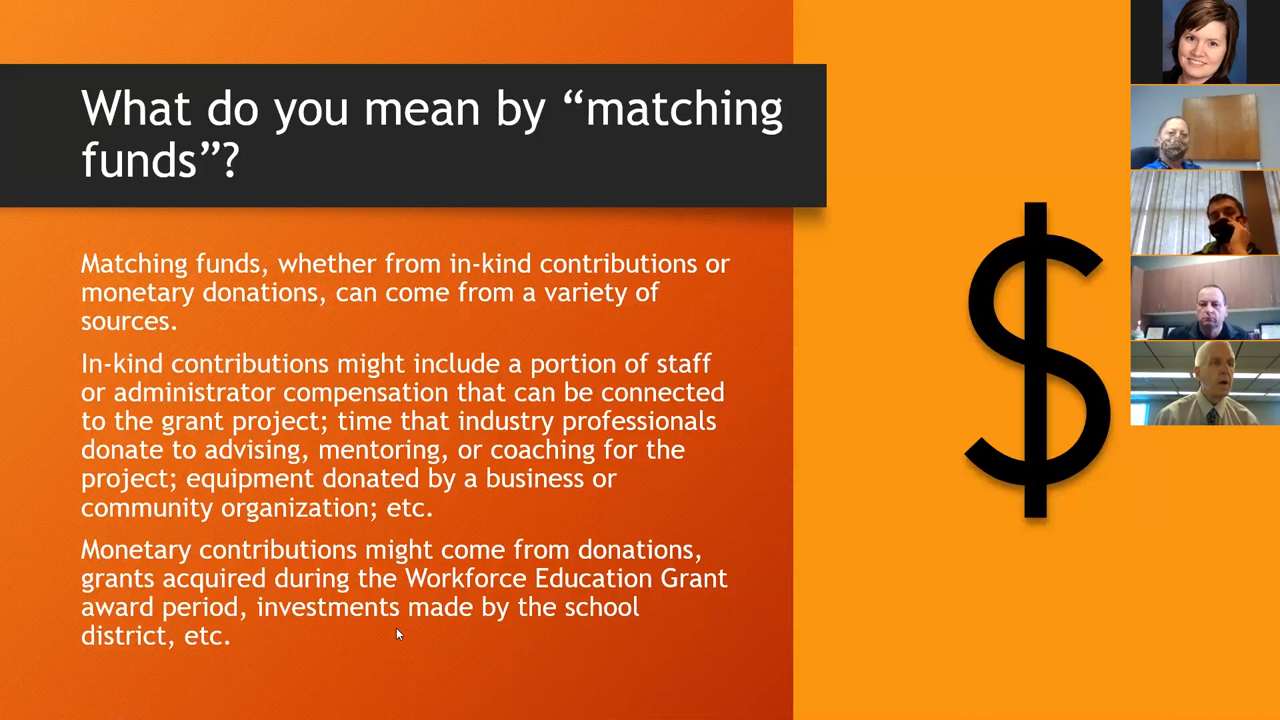 What do you mean by “matching
funds”?
Matching funds, whether from in-kind contributions or
monetary donations, can come from a variety of
sources.
In-kind contributions might include a portion of staff
or administrator compensation that can be connected
to the grant project; time that industry professionals
donate to advising, mentoring, or coaching for the
project; equipment donated by a business or
community organization; etc.
Monetary contributions might come from donations,
grants acquired during the Workforce Education Grant
award period, investments made by the school
district, etc.
$